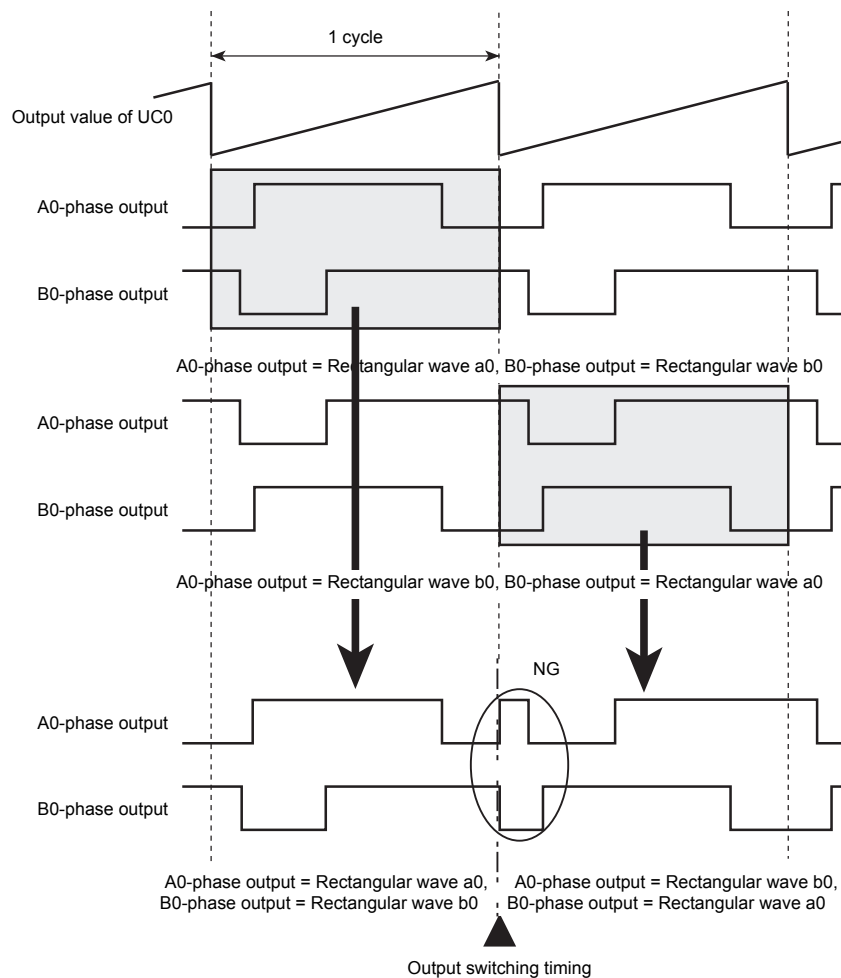 1 cycle
Output value of UC0
A0-phase output
B0-phase output
A0-phase output = Rectangular wave a0, B0-phase output = Rectangular wave b0
A0-phase output
B0-phase output
A0-phase output = Rectangular wave b0, B0-phase output = Rectangular wave a0
NG
A0-phase output
B0-phase output
A0-phase output = Rectangular wave a0,
B0-phase output = Rectangular wave b0
A0-phase output = Rectangular wave b0,
B0-phase output = Rectangular wave a0
Output switching timing